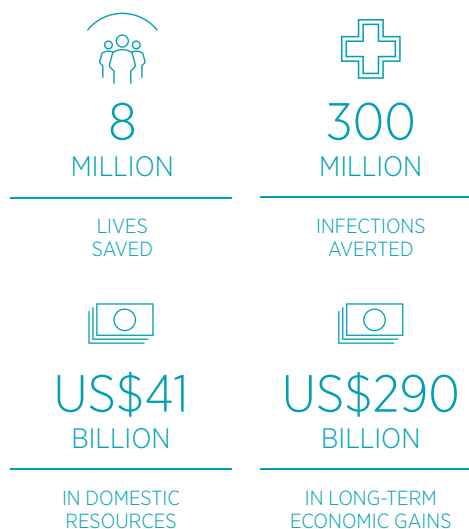 8
MILLION
LIVES
SAVED
300
MILLION
INFECTIONS
AVERTED
US$41
BILLION
IN DOMESTIC
RESOURCES
US$290
BILLION
IN LONG-TERM
ECONOMIC GAINS